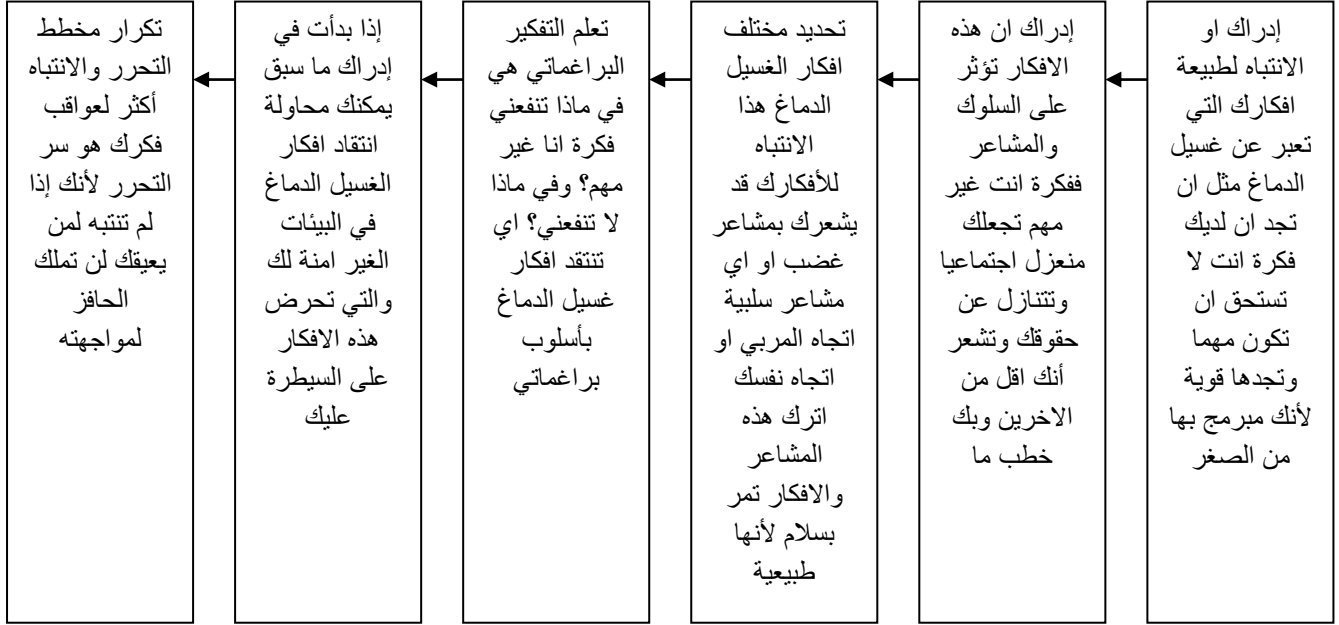 إدراك او
الانتباه لطبيعة
افكارك التي
تعبر عن غسيل
الدماغ مثل ان
تجد ان لديك
فكرة انت لا
تستحق ان
تكون مهما
وتجدها قوية
لأنك مبرمج بها
من الصغر
إدراك ان هذه
الافكار تؤثر
على السلوك
والمشاعر
ففكرة انت غير
مهم تجعلك
منعزل اجتماعيا
وتتنازل عن
حقوقك وتشعر
أنك اقل من
الاخرين وبك
خطب ما
تحديد مختلف
افكار الغسيل
الدماغ هذا
الانتباه
للأفكارك قد
يشعرك بمشاعر
غضب او اي
مشاعر سلبية
اتجاه المربي او
اتجاه نفسك
اترك هذه
المشاعر
والافكار تمر
بسلام لأنها
طبيعية
تعلم التفكير
البراغماتي هي
في ماذا تنفعني
فكرة انا غير
مهم؟ وفي ماذا
لا تنفعني؟ اي
تنتقد افكار
غسيل الدماغ
بأسلوب
براغماتي
إذا بدأت في
إدراك ما سبق
يمكنك محاولة
انتقاد افكار
الغسيل الدماغ
في البيئات
الغير امنة لك
والتي تحرض
هذه الافكار
على السيطرة
عليك
تكرار مخطط
التحرر والانتباه
أكثر لعواقب
فكرك هو سر
التحرر لأنك إذا
لم تنتبه لمن
يعيقك لن تملك
الحافز
لمواجهته